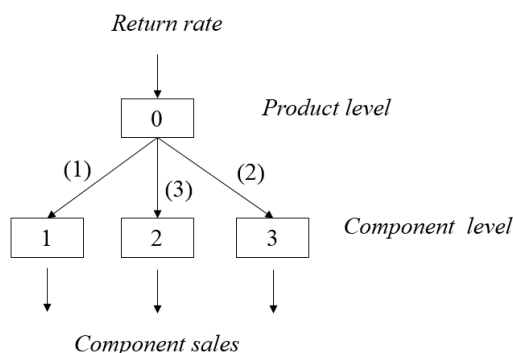 Return rate
0
Product level
(1)
(3)
(2)
1
2
3
Component level
Component sales